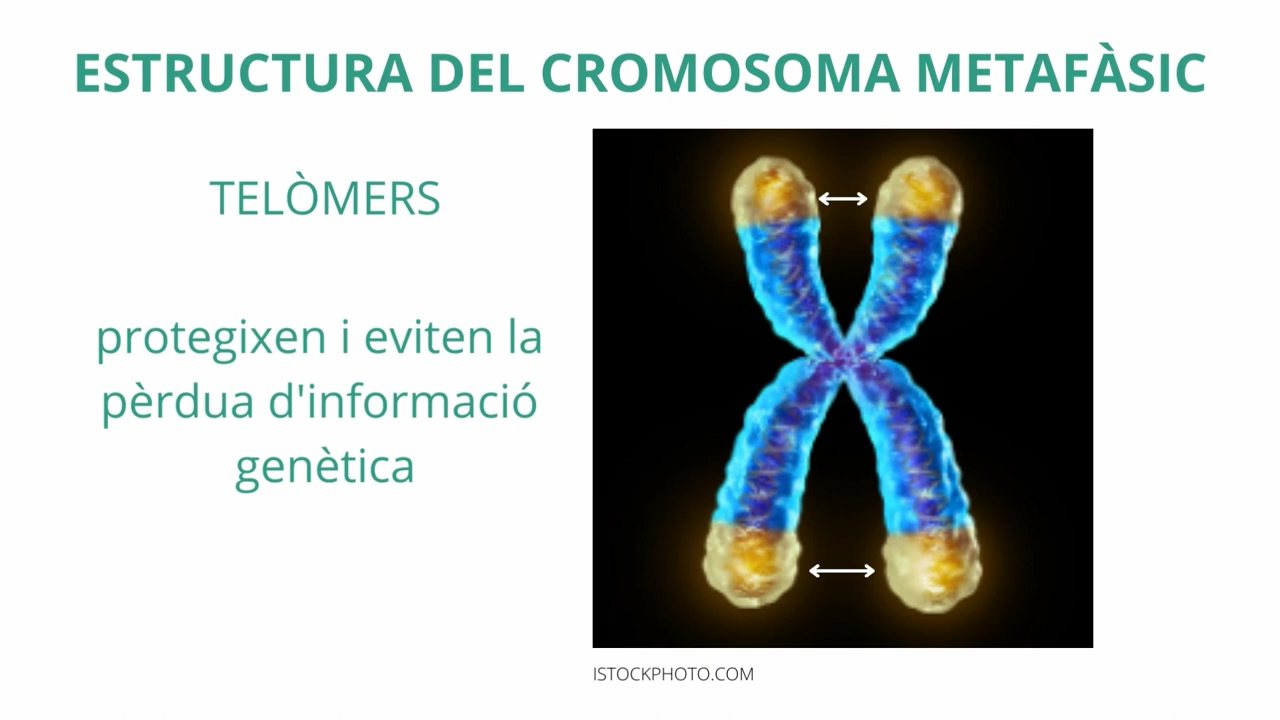 ESTRUCTURA DEL CROMOSOMA METAFÀSIC
TELÒMERS
protegixen i eviten la
pèrdua d'informació
genètica
ISTOCKPHOTO.COM